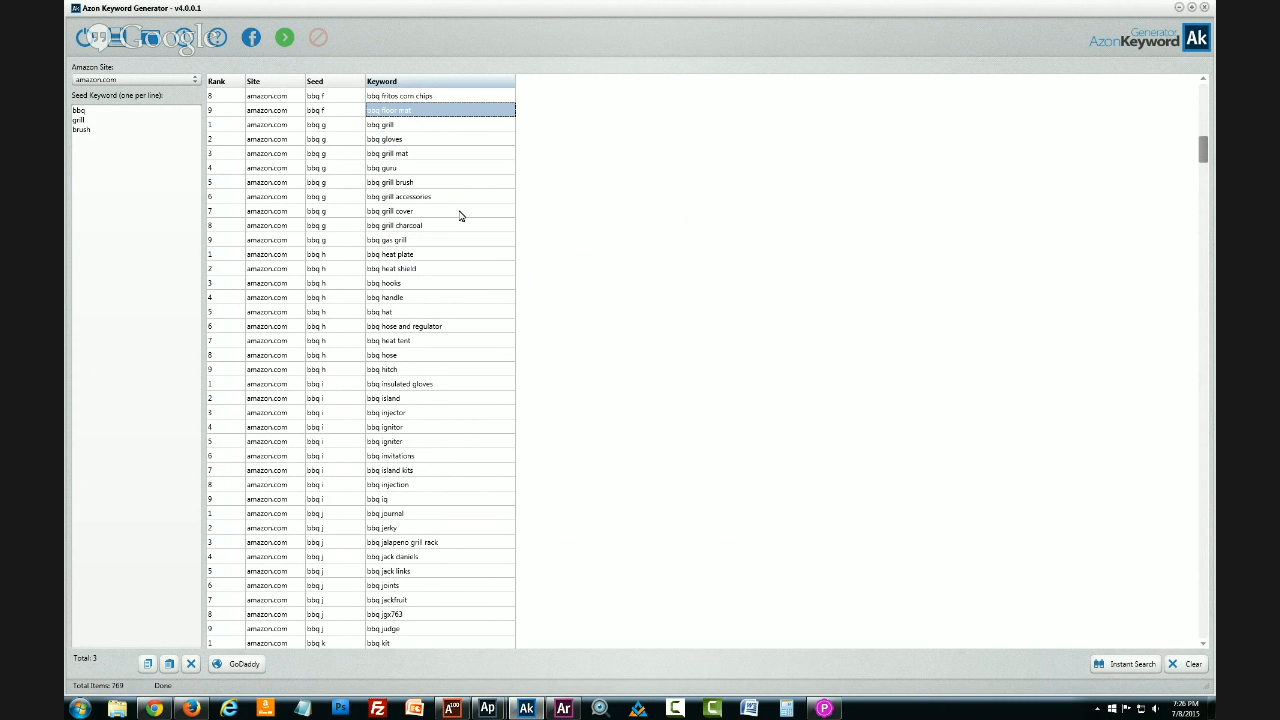 Azon Keyword Generator - v4.0.0.1
Google
Generator
AzonKeyword Ak
Amazon Site:
amazon.com
Seed Keyword (one per line):
bbq
grill
brush
Rank Site Seed Keyword
8 amazon.com bbq f bbq fritos corn chips
9 amazon.com bbq f bbq floor mat
1 amazon.com bbq g bbq grill
2 amazon.com bbq g bbq gloves
3 amazon.com bbq g bbq grill mat
4 amazon.com bbq g bbq guru
5 amazon.com bbq g bbq grill brush
6 amazon.com bbq g bbq grill accessories
7 amazon.com bbq g bbq grill cover
8 amazon.com bbq g bbq grill charcoal
9 amazon.com bbq g bbq gas grill
1 amazon.com bbq h bbq heat plate
2 amazon.com bbq h bbq heat shield
3 amazon.com bbq h bbq hooks
4 amazon.com bbq h bbq handle
5 amazon.com bbq h bbq hat
6 amazon.com bbq h bbq hose and regulator
7 amazon.com bbq h bbq heat tent
8 amazon.com bbq h bbq hose
9 amazon.com bbq h bbq hitch
1 amazon.com bbq i bbq insulated gloves
2 amazon.com bbq i bbq island
3 amazon.com bbq i bbq injector
4 amazon.com bbq i bbq ignitor
5 amazon.com bbq i bbq igniter
6 amazon.com bbq i bbq invitations
7 amazon.com bbq i bbq island kits
8 amazon.com bbq i bbq injection
9 amazon.com bbq i bbq iq
1 amazon.com bbq j bbq journal
2 amazon.com bbq j bbq jerky
3 amazon.com bbq j bbq jalapeno grill rack
4 amazon.com bbq j bbq jack daniels
5 amazon.com bbq j bbq jack links
6 amazon.com bbq j bbq joints
7 amazon.com bbq j bbq jackfruit
8 amazon.com bbq j bbq jgx763
9 amazon.com bbq j bbq judge
1 amazon.com bbq k bbq kit
Total: 3
GoDaddy
Instant Search
Clear
Total Items: 769 Done
7:26 PM
7/8/2015